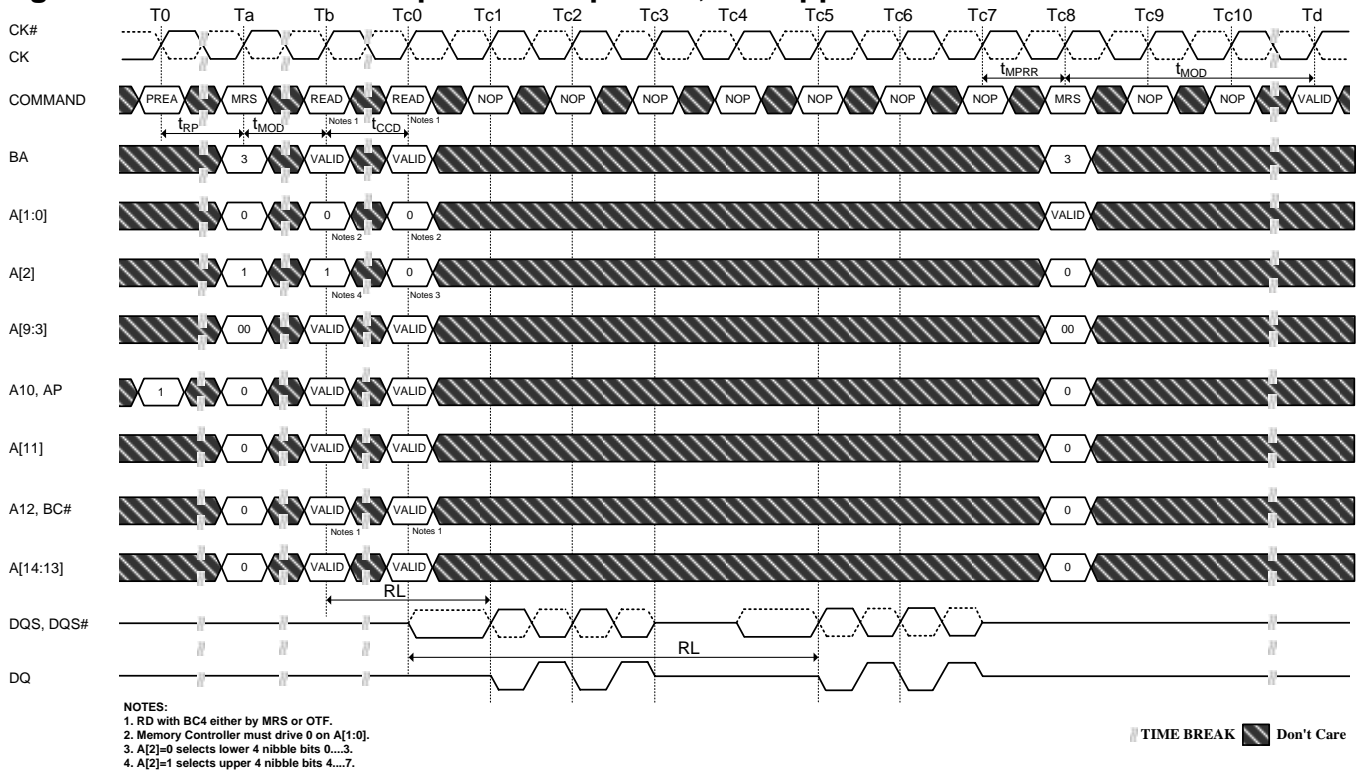 T0 Ta Tb Tc0 Tc1 Tc2 Tc3 Tc4 Tc5 Tc6 Tc7 Tc8 Tc9 Tc10 Td
CK#
CK
tMPRR tMOD
COMMAND PREA MRS READ READ NOP NOP NOP NOP NOP NOP NOP MRS NOP NOP VALID
Notes 1 Notes 1
tRP tMOD tCCD
BA 3 VALID VALID 3
A[1:0] 0 0 0 VALID
Notes 2 Notes 2
A[2] 1 1 0 0
Notes 4 Notes 3
A[9:3] 00 VALID VALID 00
A10, AP 1 0 VALID VALID 0
A[11] 0 VALID VALID 0
A12, BC# 0 VALID VALID 0
Notes 1 Notes 1
A[14:13] 0 VALID VALID 0
RL
DQS, DQS#
RL
DQ
NOTES:
1. RD with BC4 either by MRS or OTF.
2. Memory Controller must drive 0 on A[1:0].
3. A[2]=0 selects lower 4 nibble bits 0....3.
4. A[2]=1 selects upper 4 nibble bits 4....7.
TIME BREAK Don't Care